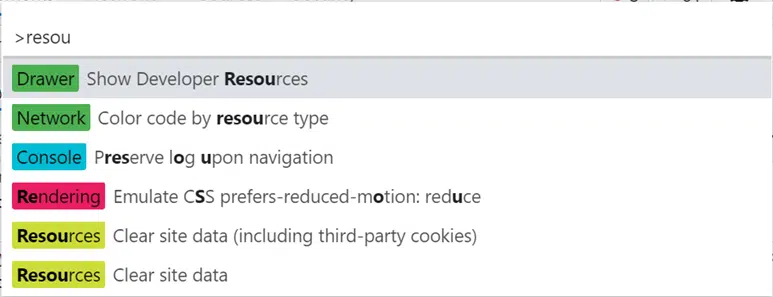 >resou
Drawer Show Developer Resources
Network Color code by resource type
Console Preserve log upon navigation
Rendering Emulate CSS prefers-reduced-motion: reduce
Resources Clear site data (including third-party cookies)
Resources Clear site data